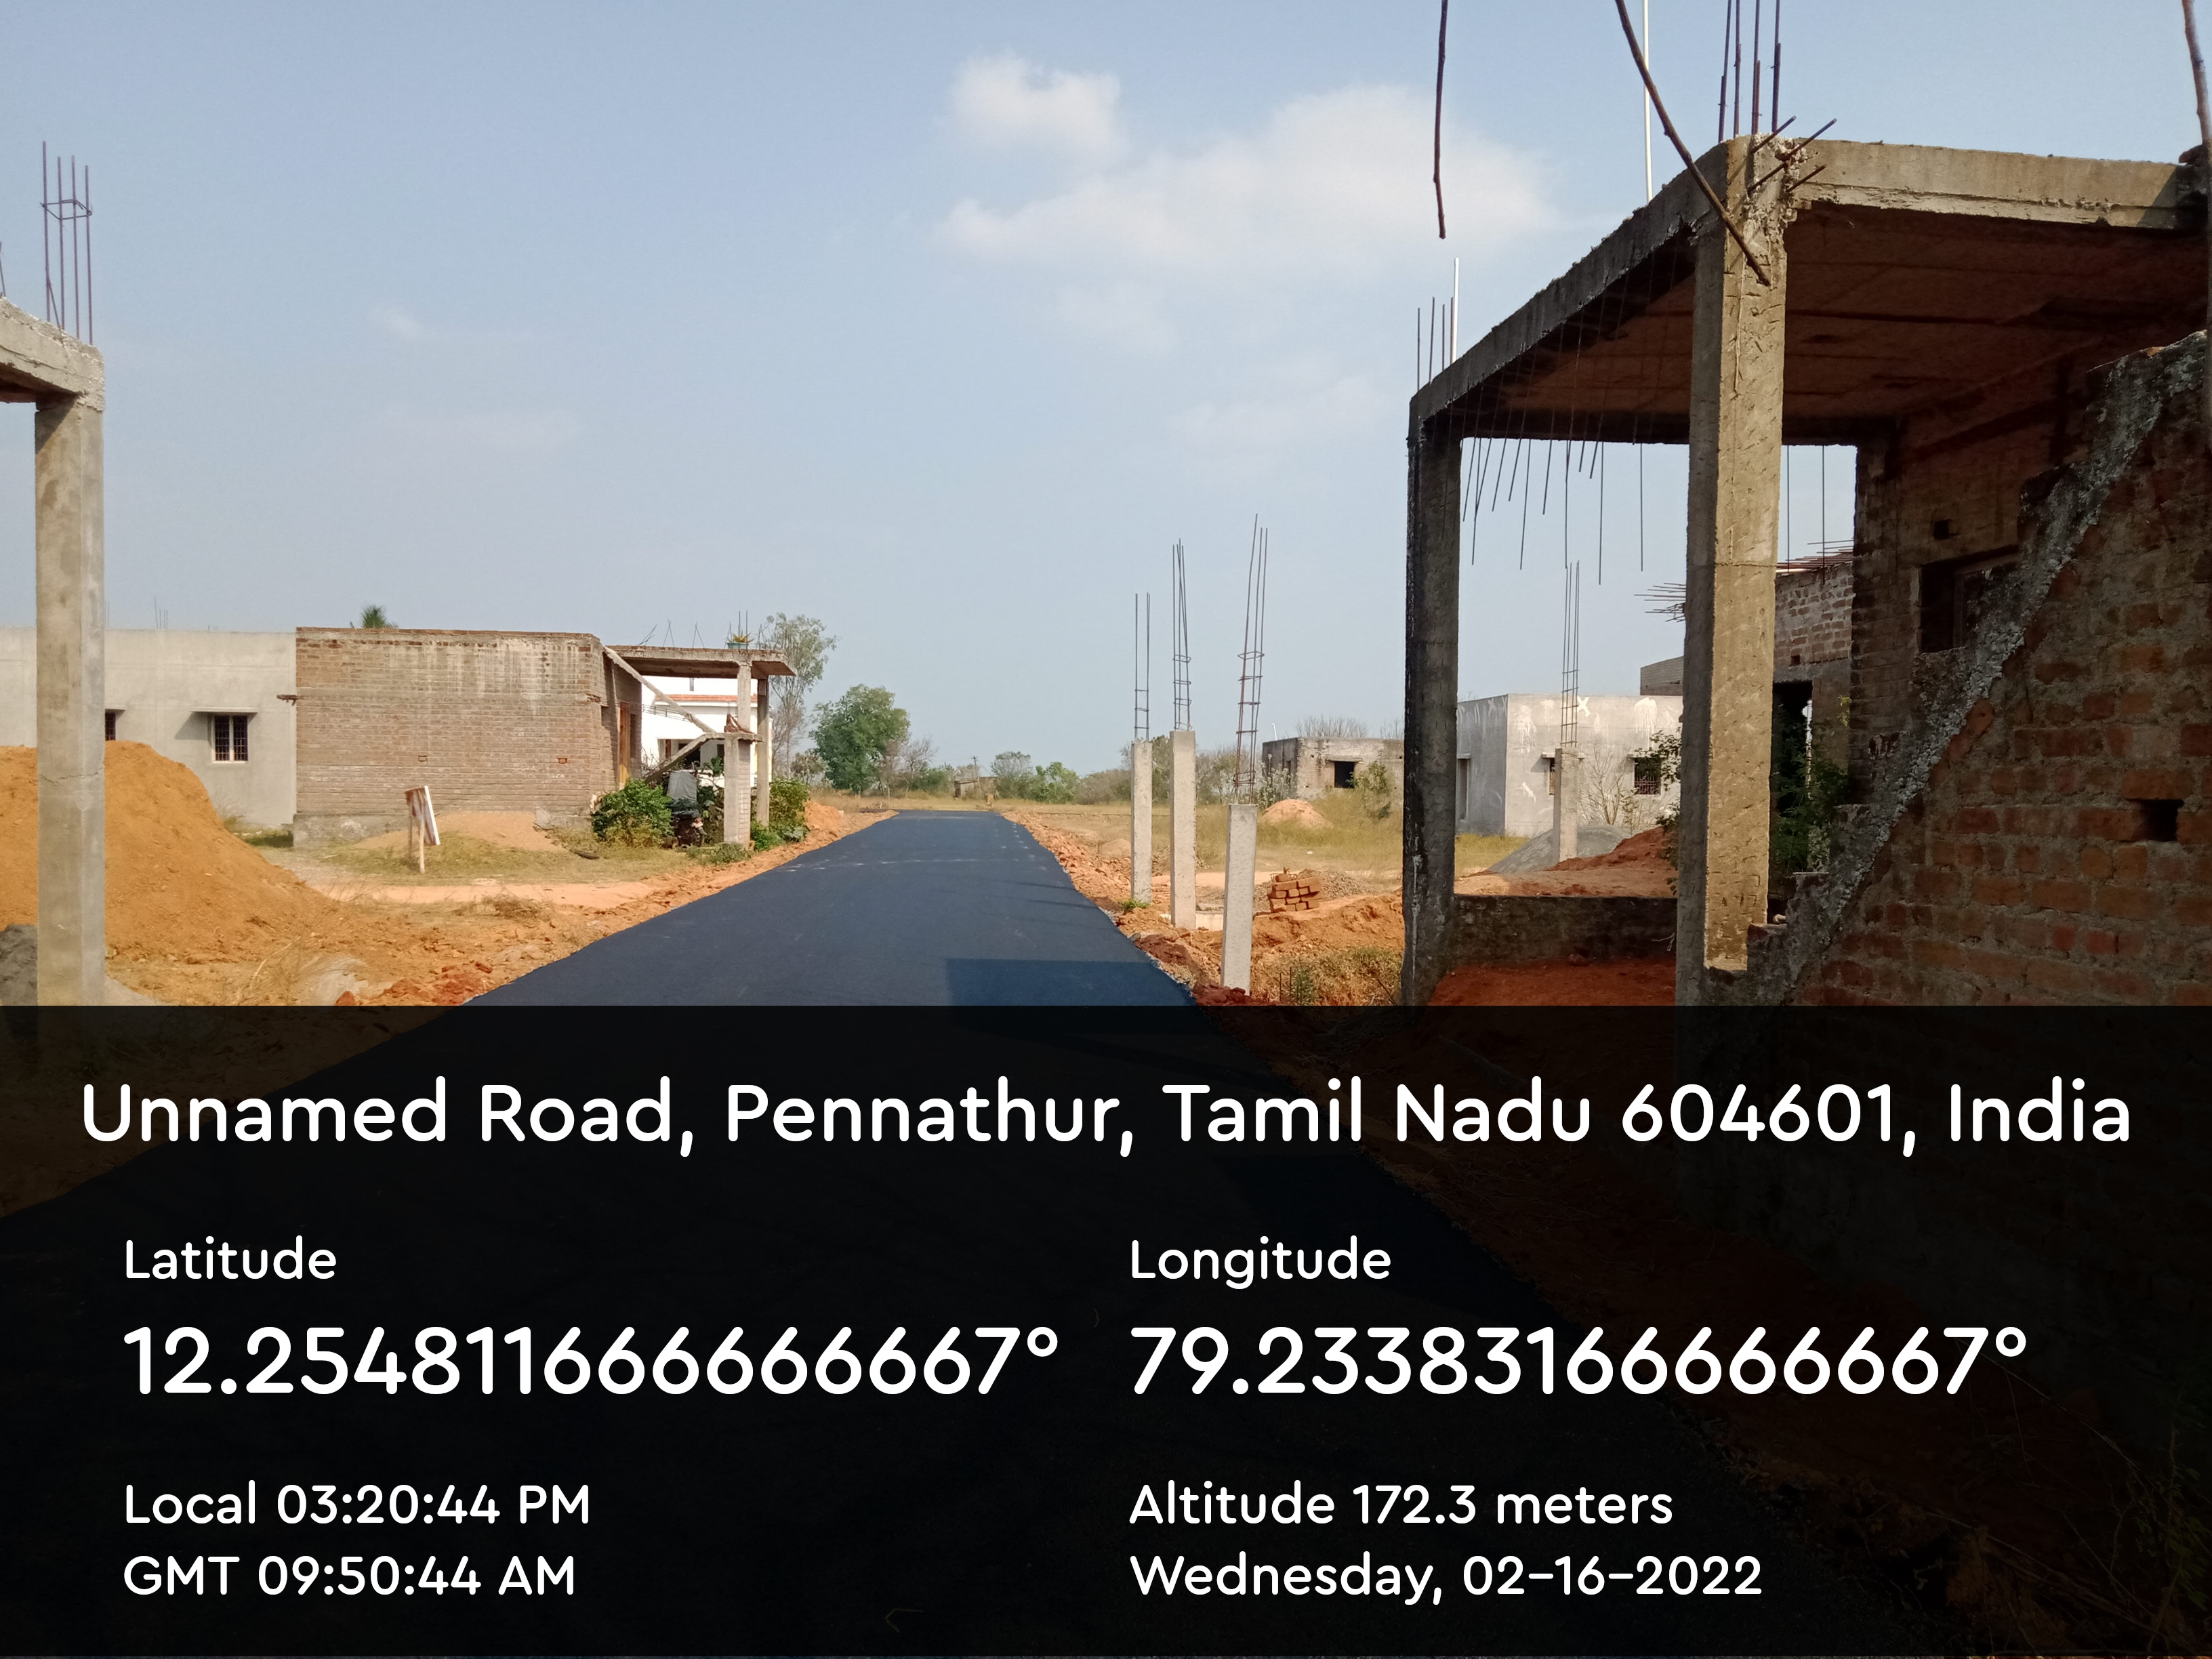 Unnamed Road, Pennathur, Tamil Nadu 604601, India
Latitude
12.254811666666667°
Longitude
79.23383166666667°
Local 03:20:44 PM
GMT 09:50:44 AM
Altitude 172.3 meters
Wednesday, 02-16-2022